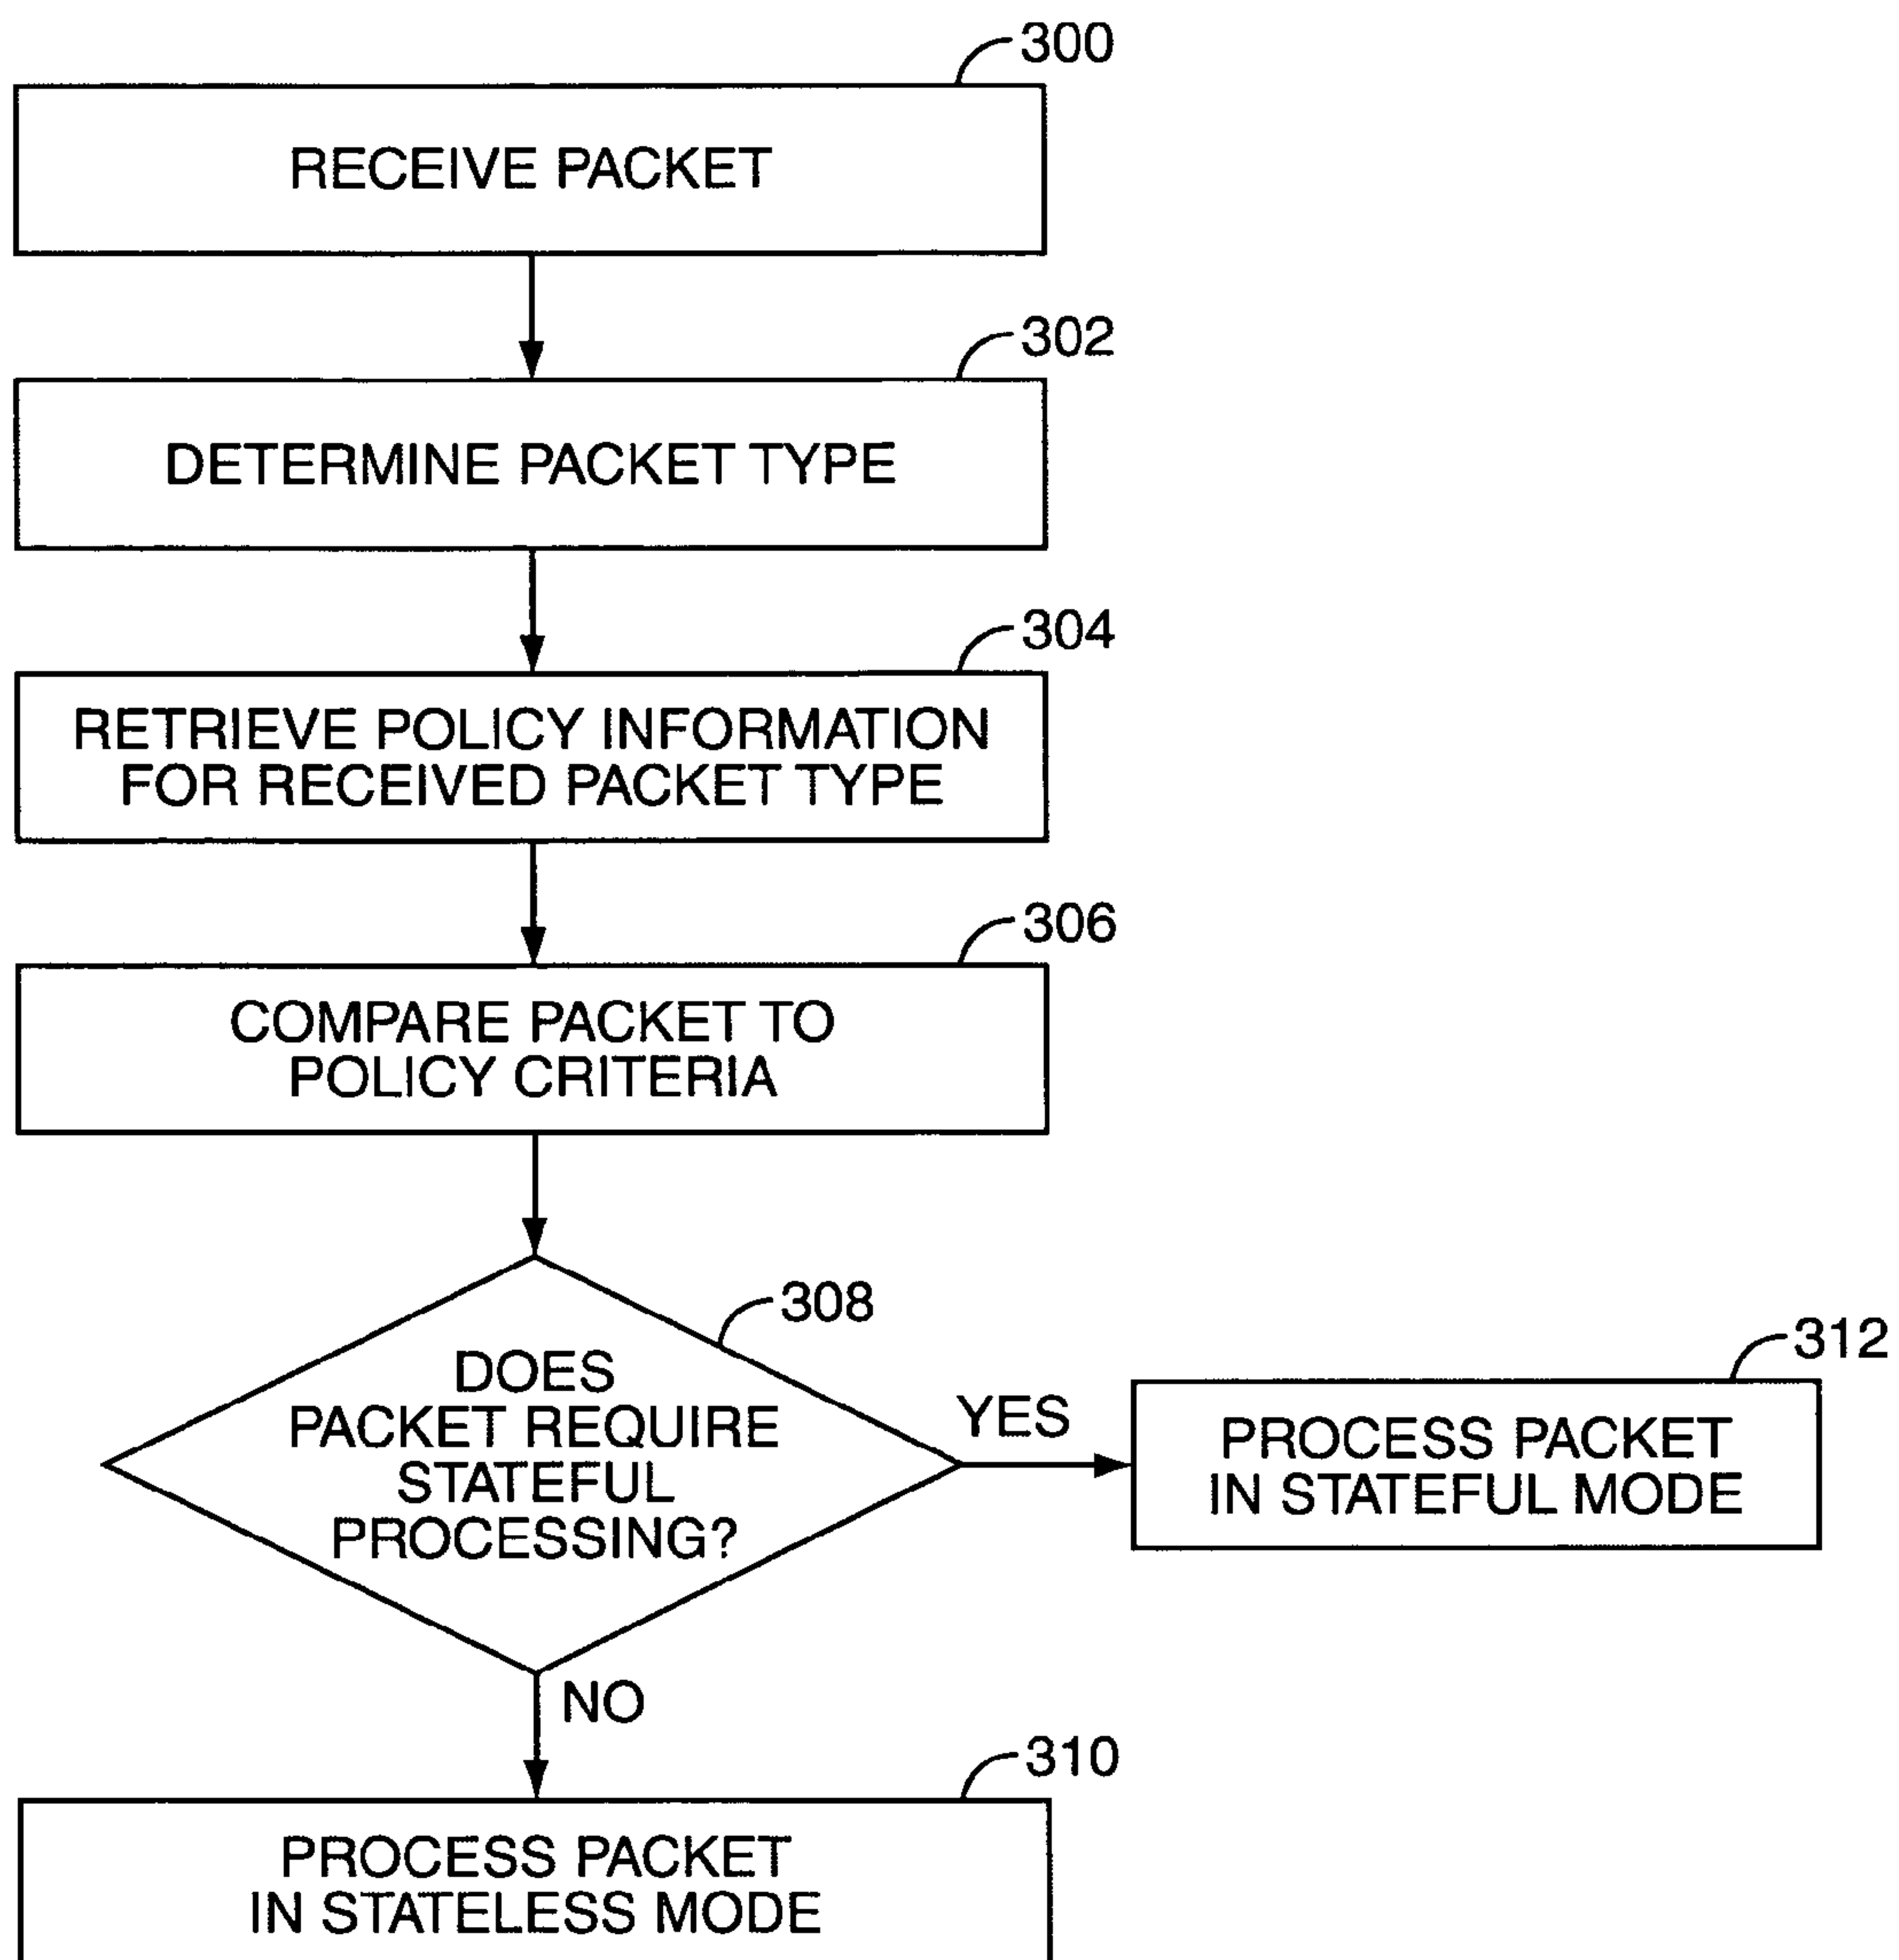 300
RECEIVE PACKET
302
DETERMINE PACKET TYPE
304
RETRIEVE POLICY INFORMATION
FOR RECEIVED PACKET TYPE
306
COMPARE PACKET TO
POLICY CRITERIA
308
DOES
PACKET REQUIRE
STATEFUL
PROCESSING?
YES
312
PROCESS PACKET
IN STATEFUL MODE
NO
310
PROCESS PACKET
IN STATELESS MODE